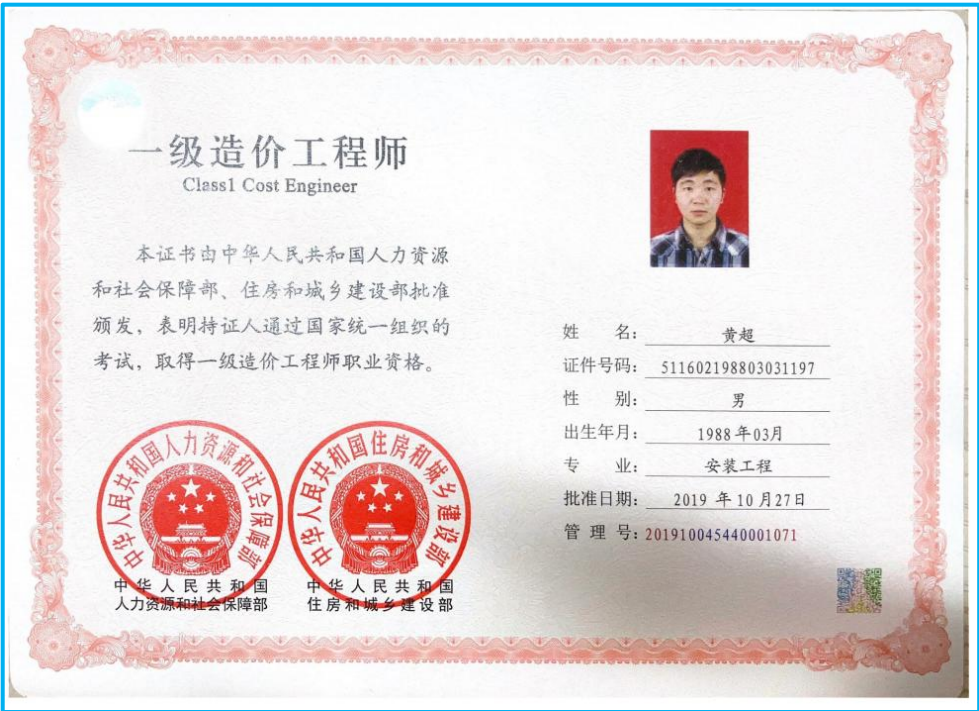 一级造价工程师
Class1 Cost Engineer
本证书由中华人民共和国人力资源
和社会保障部、住房和城乡建设部批准
颁发，表明持证人通过国家统一组织的
考试，取得一级造价工程师职业资格。
中华人民共和国人力资源和社会保障部
中华人民共和国住房和城乡建设部
中华人民共和国
人力资源和社会保障部
中华人民共和国
住房和城乡建设部
姓名：黄超
证件号码：511602198803031197
性别：男
出生年月：1988年03月
专业：安装工程
批准日期：2019年10月27日
管理号：201910045440001071